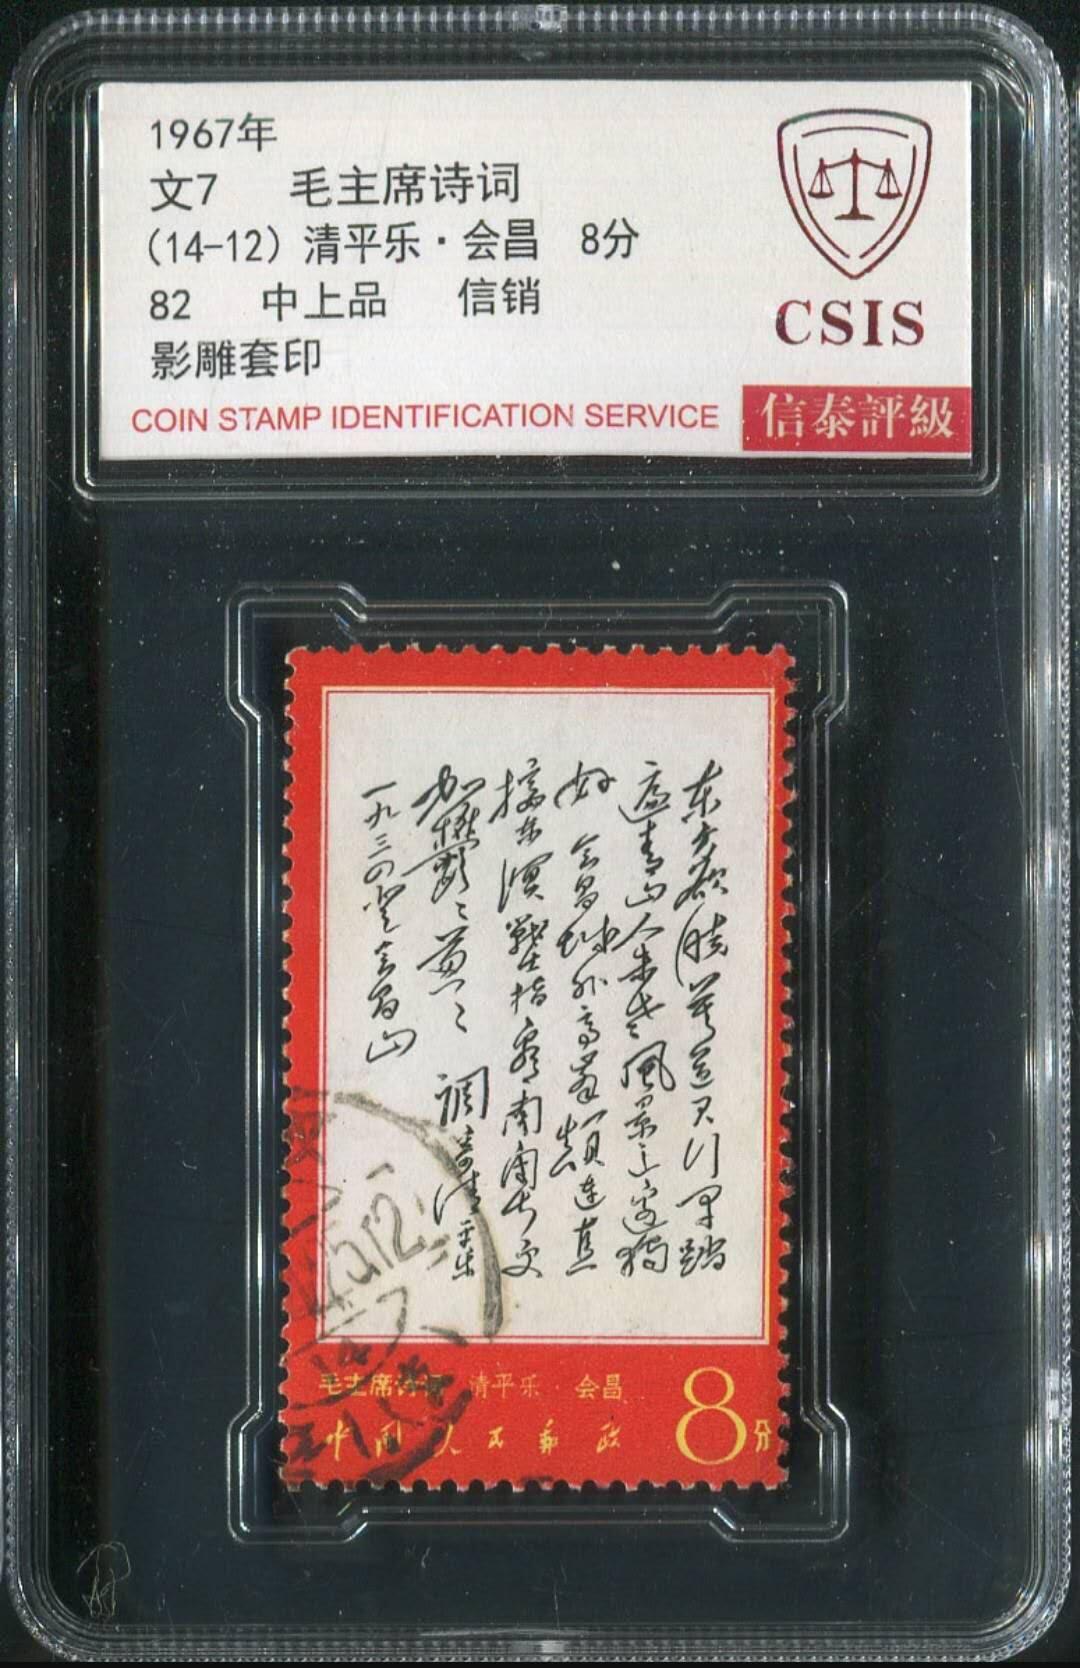 1967年
文7 毛主席诗词
(14-12) 清平乐·会昌 8分
82 中上品 信销
影雕套印
CSIS
COIN STAMP IDENTIFICATION SERVICE
信泰評級
东方欲晓莫道君行早踏
遍青山人未老风景这边独
好 会昌城外高峰颠连直
接东溟战士指看南粤更
加郁郁葱葱 调寄清平乐
一九三四登会昌山
毛主席诗词 清平乐·会昌
中国人民邮政
8分